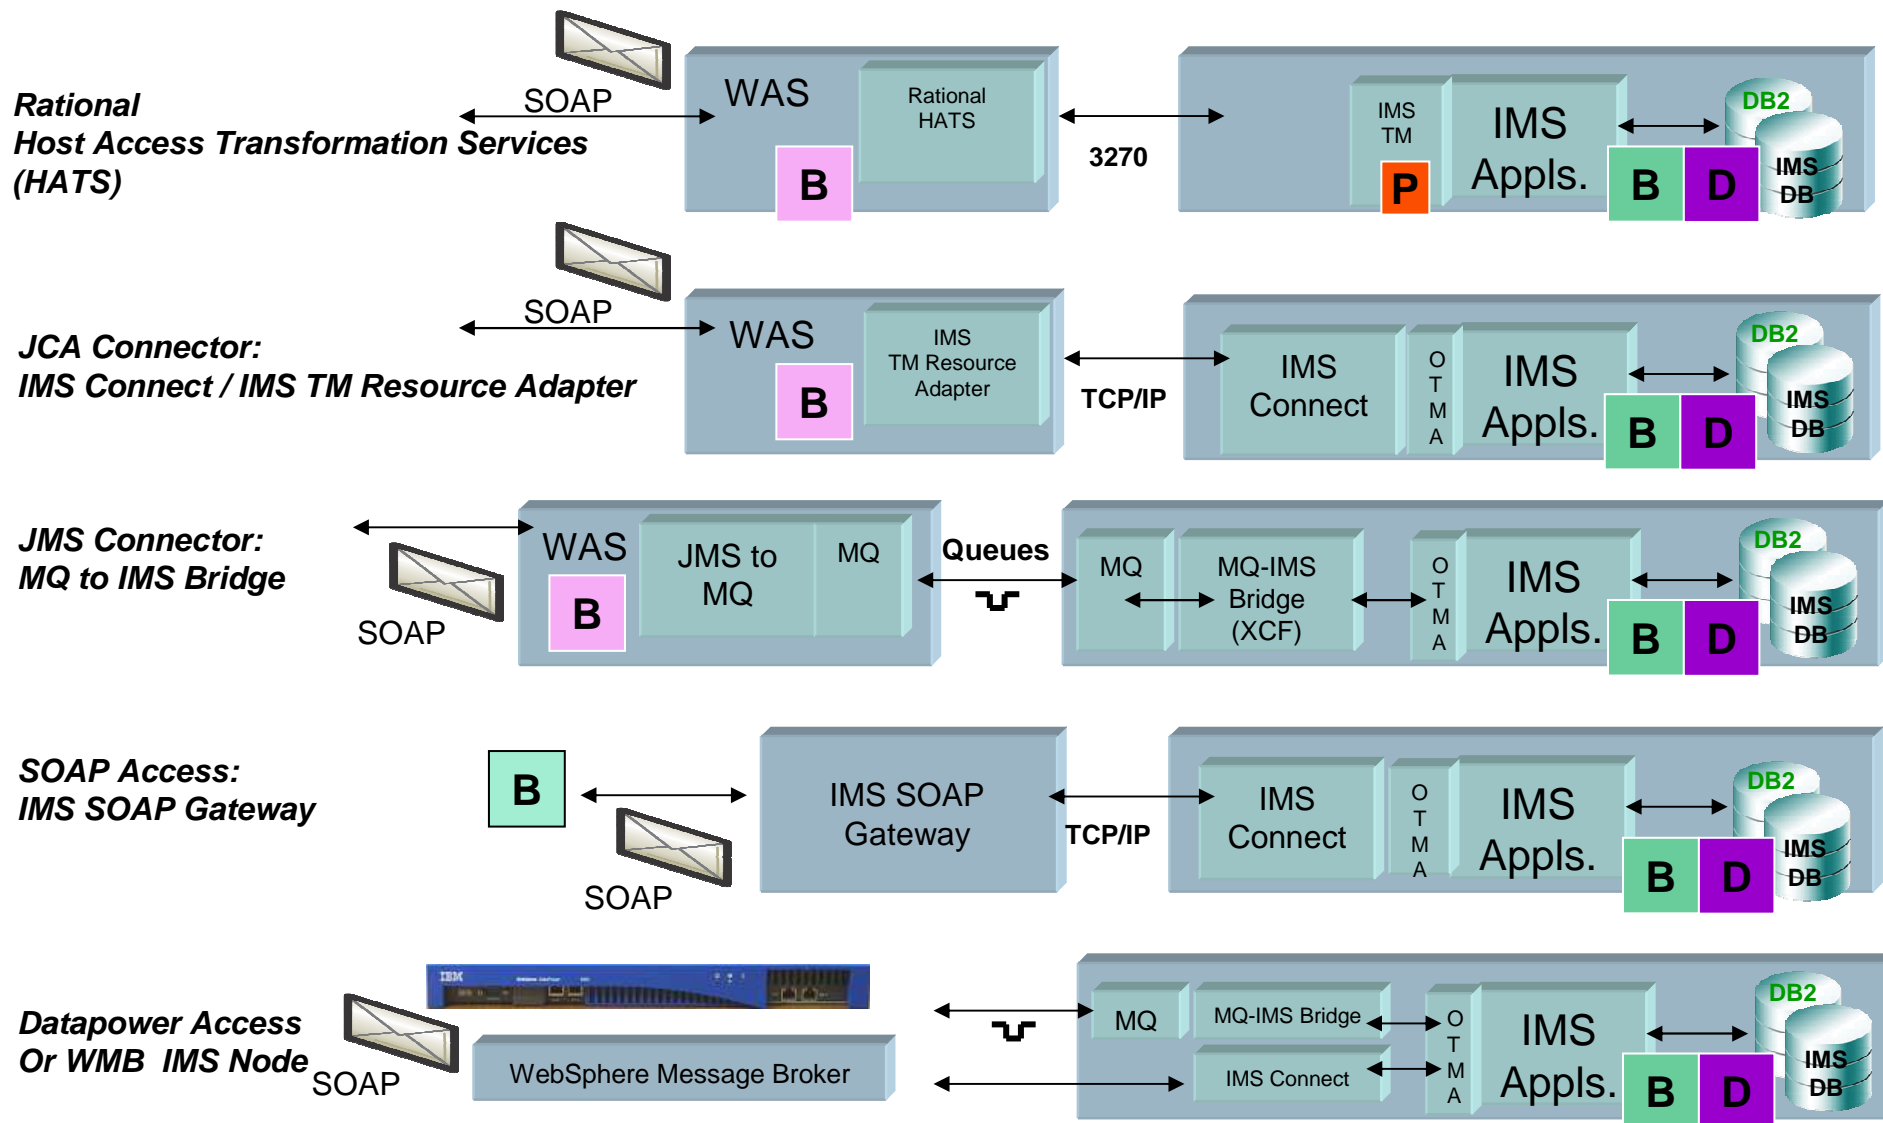 Rational
Host Access Transformation Services
(HATS)
SOAP
WAS
B
Rational
HATS
3270
IMS
TM
P
IMS
Appls.
B
D
DB2
IMS
DB
JCA Connector:
IMS Connect / IMS TM Resource Adapter
SOAP
WAS
B
IMS
TM Resource
Adapter
TCP/IP
IMS
Connect
O
T
M
A
IMS
Appls.
B
D
DB2
IMS
DB
JMS Connector:
MQ to IMS Bridge
SOAP
WAS
B
JMS to
MQ
MQ
Queues
MQ
MQ-IMS
Bridge
(XCF)
O
T
M
A
IMS
Appls.
B
D
DB2
IMS
DB
SOAP Access:
IMS SOAP Gateway
B
SOAP
IMS SOAP
Gateway
TCP/IP
IMS
Connect
O
T
M
A
IMS
Appls.
B
D
DB2
IMS
DB
Datapower Access
Or WMB IMS Node
SOAP
IBM
WebSphere Message Broker
MQ
MQ-IMS Bridge
IMS Connect
O
T
M
A
IMS
Appls.
B
D
DB2
IMS
DB